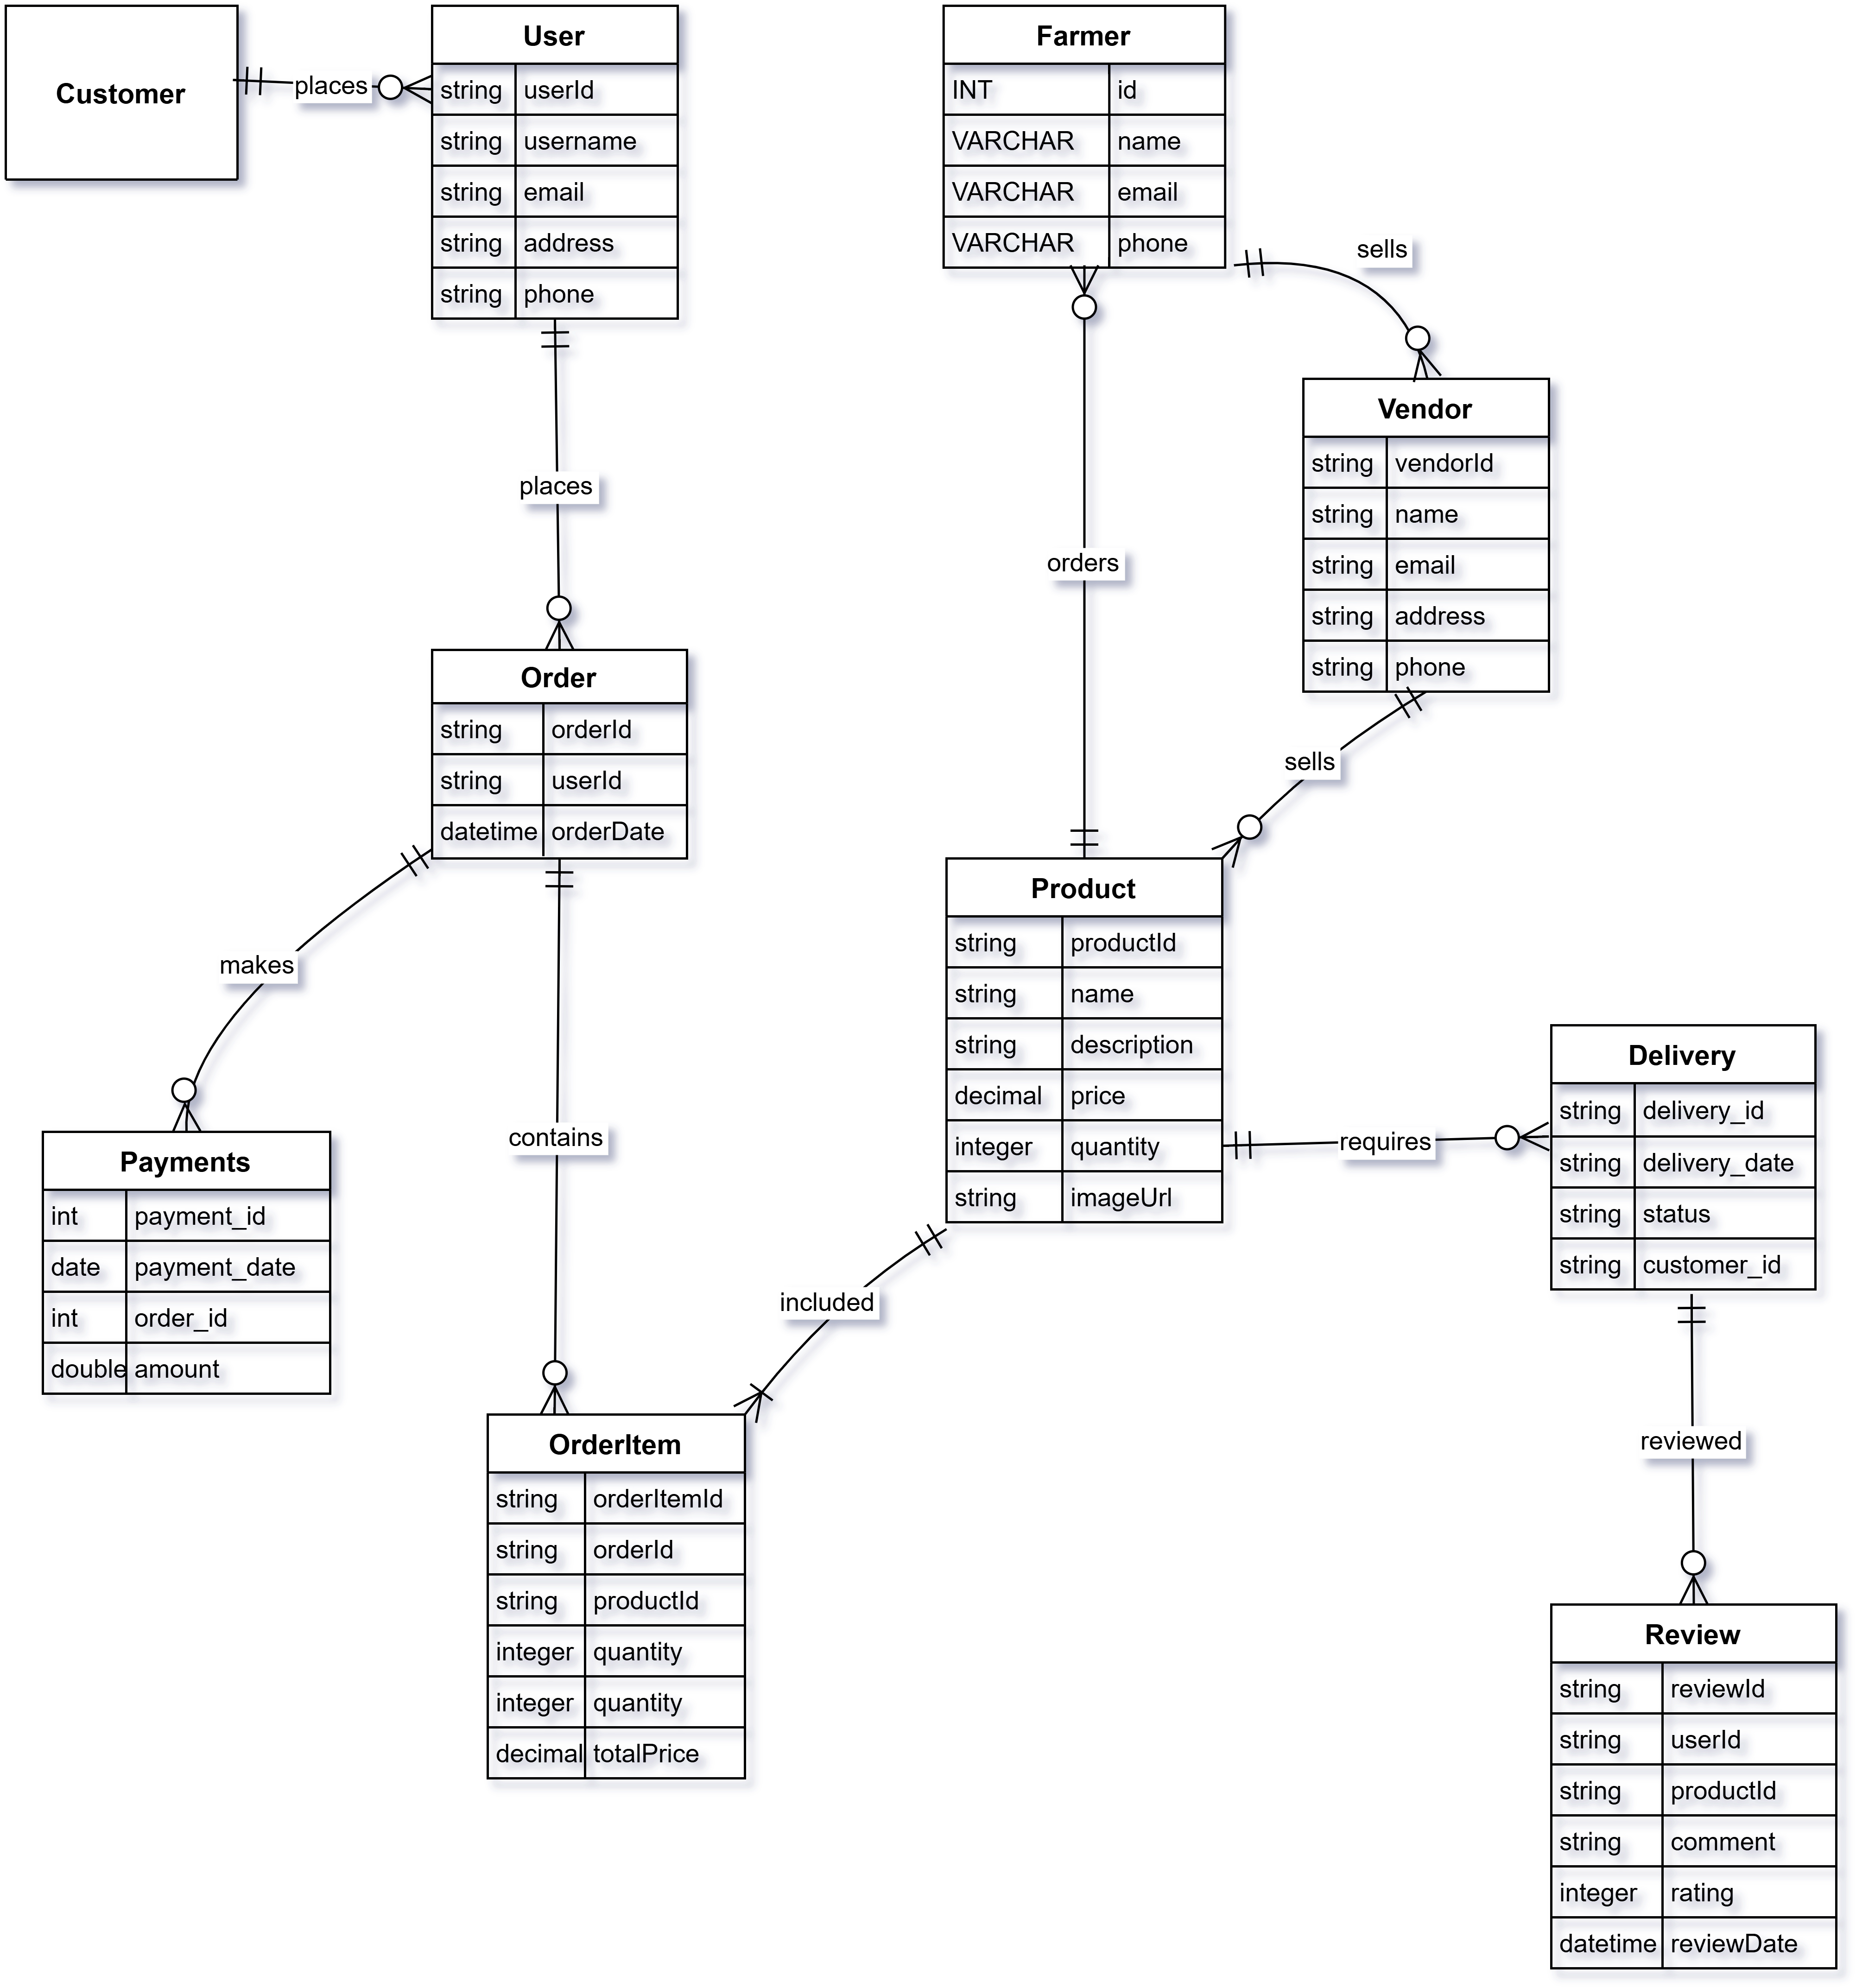 Customer
places
User
string userId
string username
string email
string address
string phone
Farmer
INT id
VARCHAR name
VARCHAR email
VARCHAR phone
sells
Vendor
string vendorId
string name
string email
string address
string phone
places
orders
sells
Order
string orderId
string userId
datetime orderDate
makes
contains
Product
string productId
string name
string description
decimal price
integer quantity
string imageUrl
requires
Delivery
string delivery_id
string delivery_date
string status
string customer_id
Payments
int payment_id
date payment_date
int order_id
double amount
included
OrderItem
string orderItemId
string orderId
string productId
integer quantity
integer quantity
decimal totalPrice
reviewed
Review
string reviewId
string userId
string productId
string comment
integer rating
datetime reviewDate